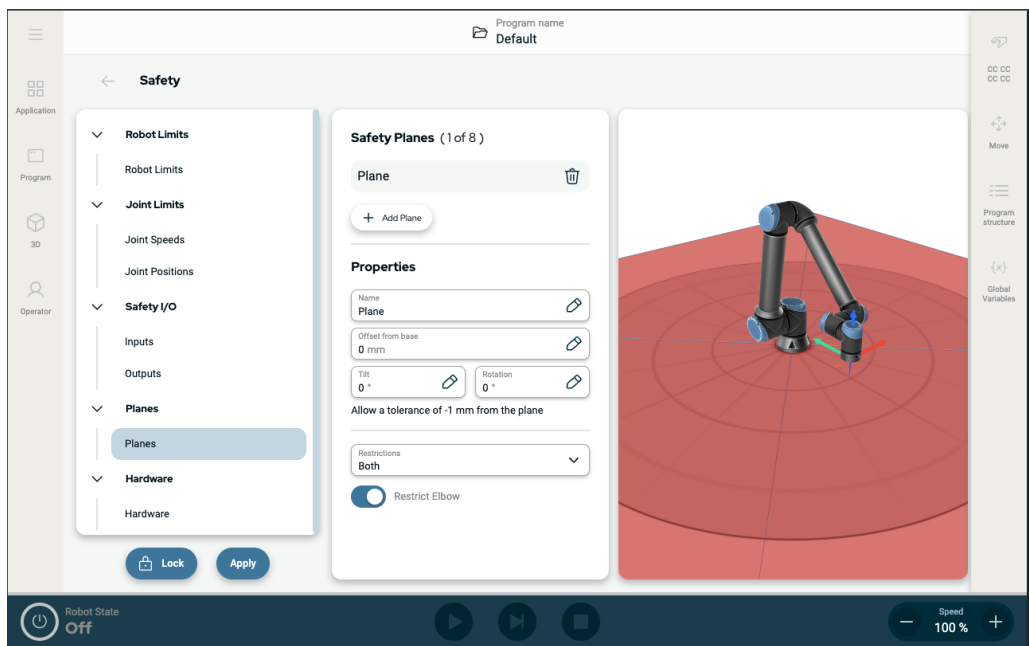 Program name
Default
Application
Program
3D
Operator
Safety
Robot Limits
Robot Limits
Joint Limits
Joint Speeds
Joint Positions
Safety I/O
Inputs
Outputs
Planes
Planes
Hardware
Hardware
Lock
Apply
Safety Planes (1 of 8)
Plane
+ Add Plane
Properties
Name
Plane
Offset from base
0 mm
Tilt
0 °
Rotation
0 °
Allow a tolerance of -1 mm from the plane
Restrictions
Both
Restrict Elbow
CC CC
CC CC
Move
Program
structure
{x}
Global
Variables
Robot State
Off
Speed
100 %